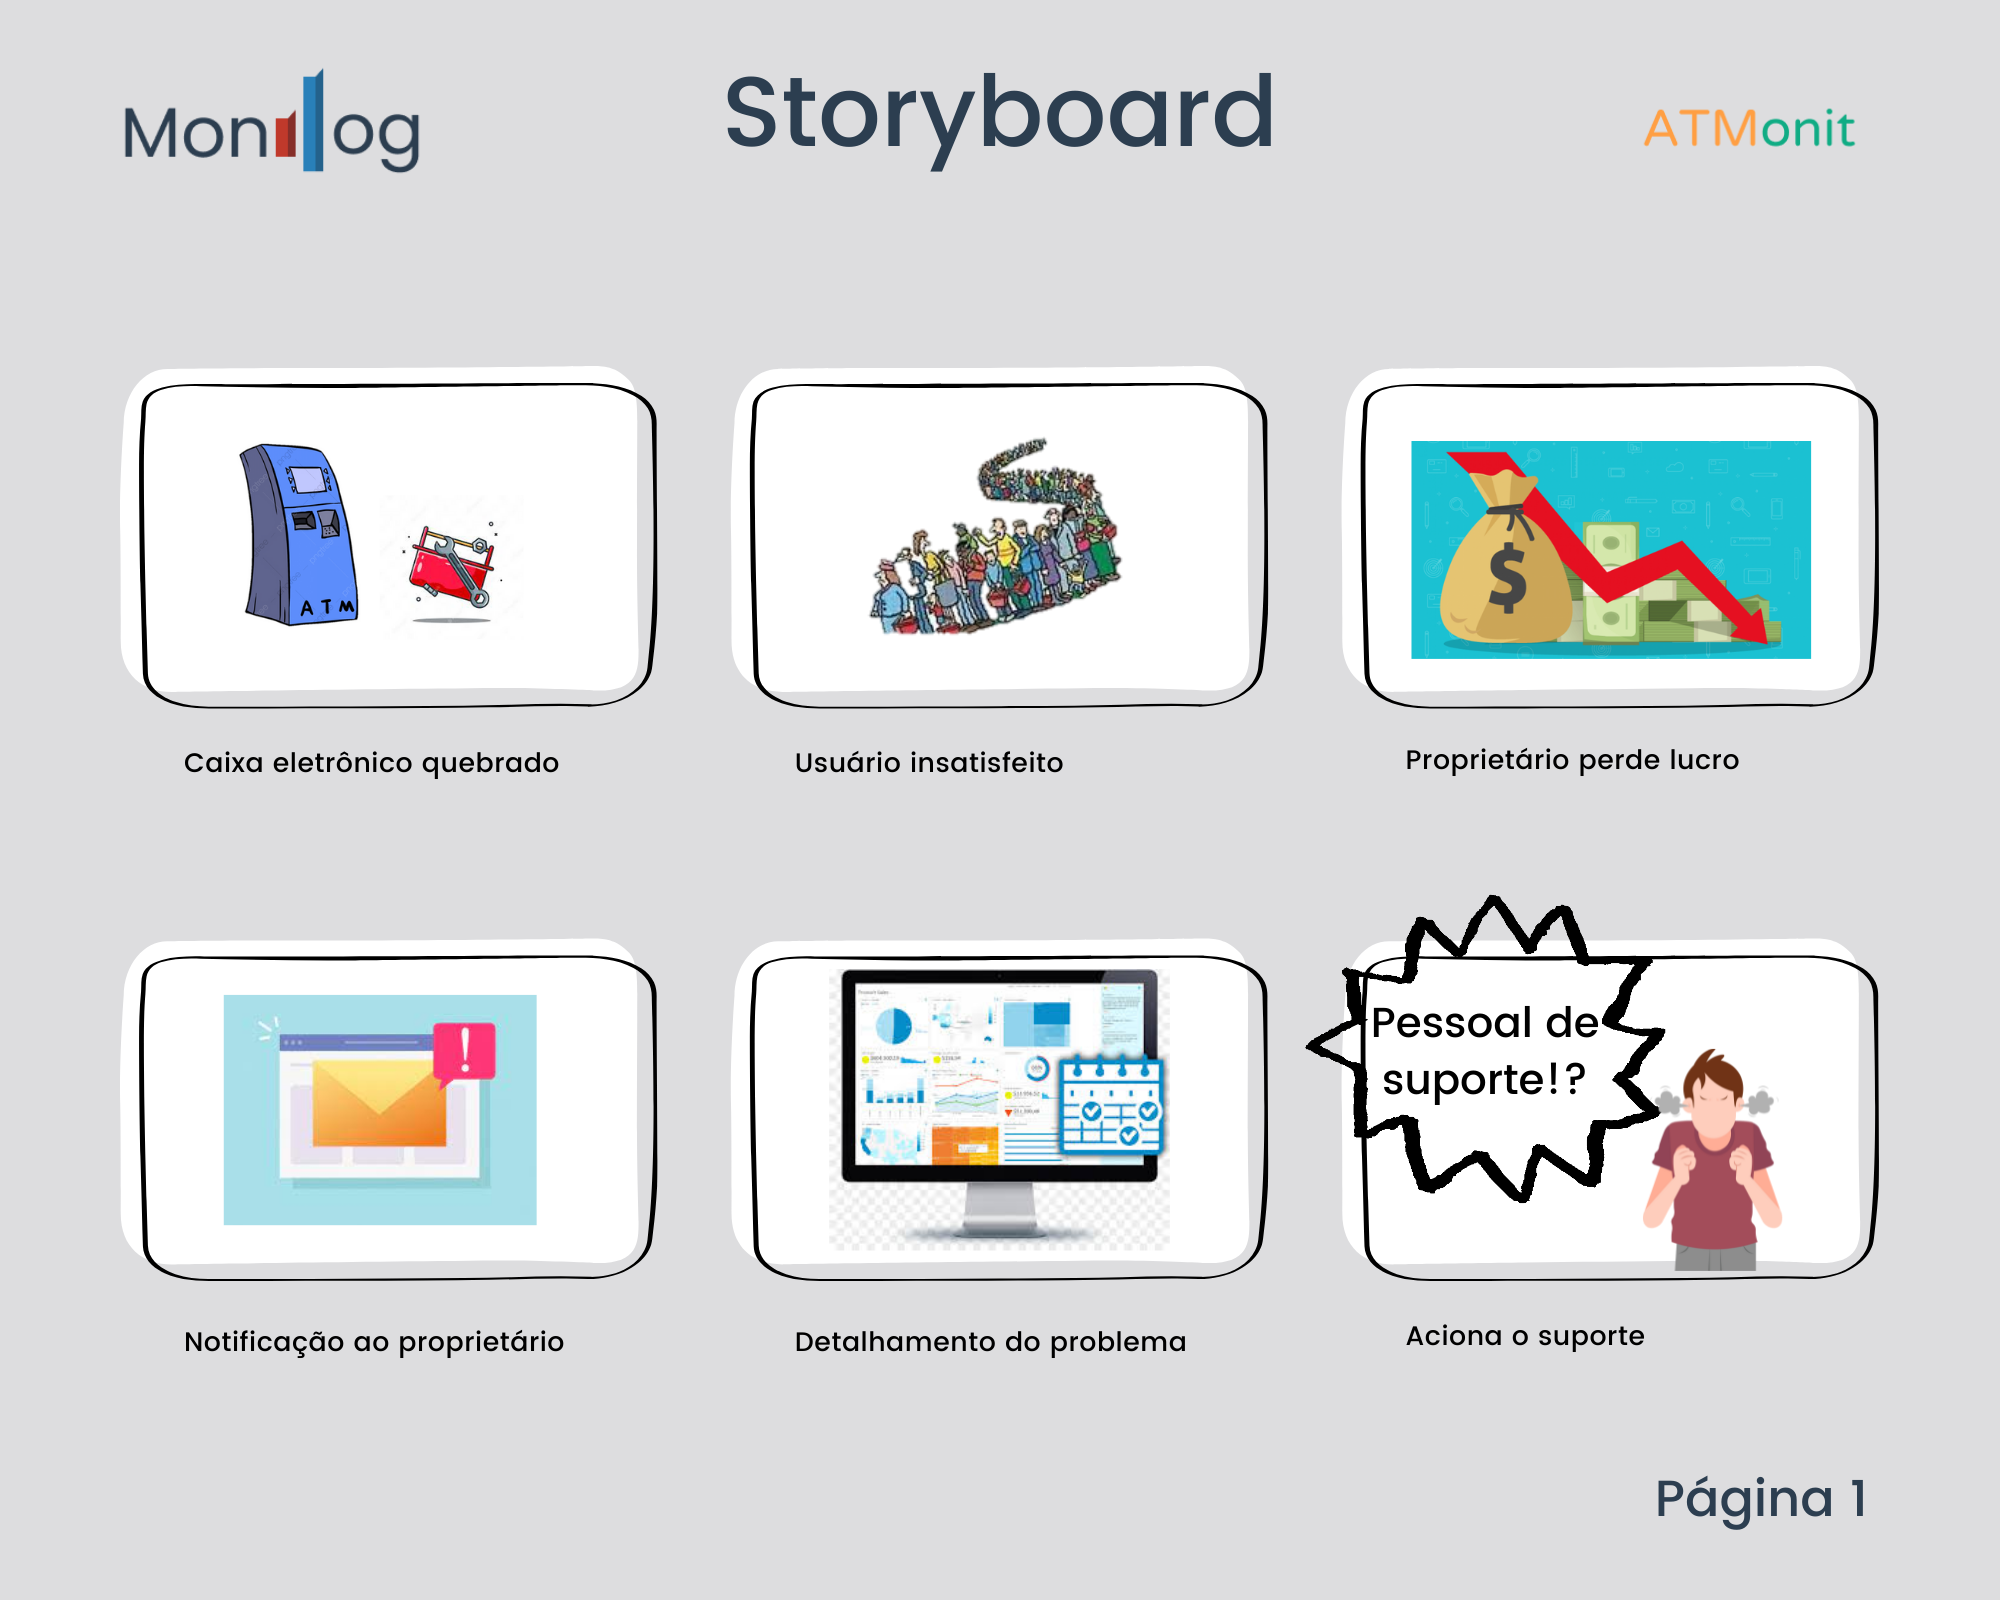 Monilog
Storyboard
ATMonit
ATM
$
Caixa eletrônico quebrado
Usuário insatisfeito
Proprietário perde lucro
!
Pessoal de
suporte!?
Notificação ao proprietário
Detalhamento do problema
Aciona o suporte
Página 1